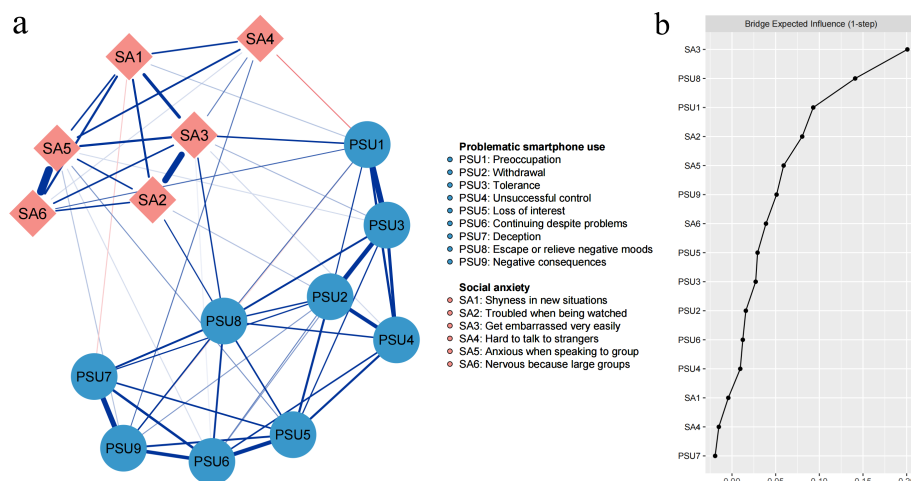 a
SA1
SA4
SA3
SA5
SA2
SA6
PSU1
PSU3
PSU2
PSU8
PSU4
PSU7
PSU5
PSU9
PSU6
Problematic smartphone use
PSU1: Preoccupation
PSU2: Withdrawal
PSU3: Tolerance
PSU4: Unsuccessful control
PSU5: Loss of interest
PSU6: Continuing despite problems
PSU7: Deception
PSU8: Escape or relieve negative moods
PSU9: Negative consequences
Social anxiety
SA1: Shyness in new situations
SA2: Troubled when being watched
SA3: Get embarrassed very easily
SA4: Hard to talk to strangers
SA5: Anxious when speaking to group
SA6: Nervous because large groups
b
Bridge Expected Influence (1-step)
SA3
PSU8
PSU1
SA2
SA5
PSU9
SA6
PSU5
PSU3
PSU2
PSU6
PSU4
SA1
SA4
PSU7
0.00 0.05 0.10 0.15